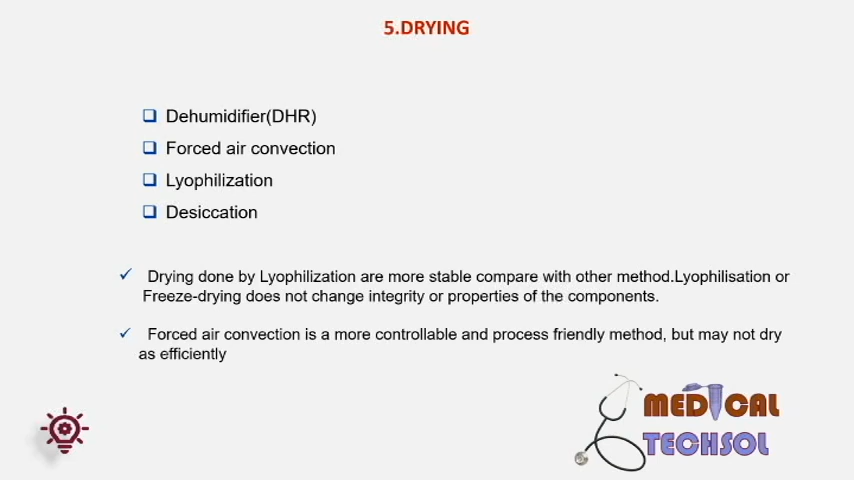 5.DRYING
Dehumidifier(DHR)
Forced air convection
Lyophilization
Desiccation
Drying done by Lyophilization are more stable compare with other method.Lyophilisation or
Freeze-drying does not change integrity or properties of the components.
Forced air convection is a more controllable and process friendly method, but may not dry
as efficiently
MEDICAL
TECHSOL